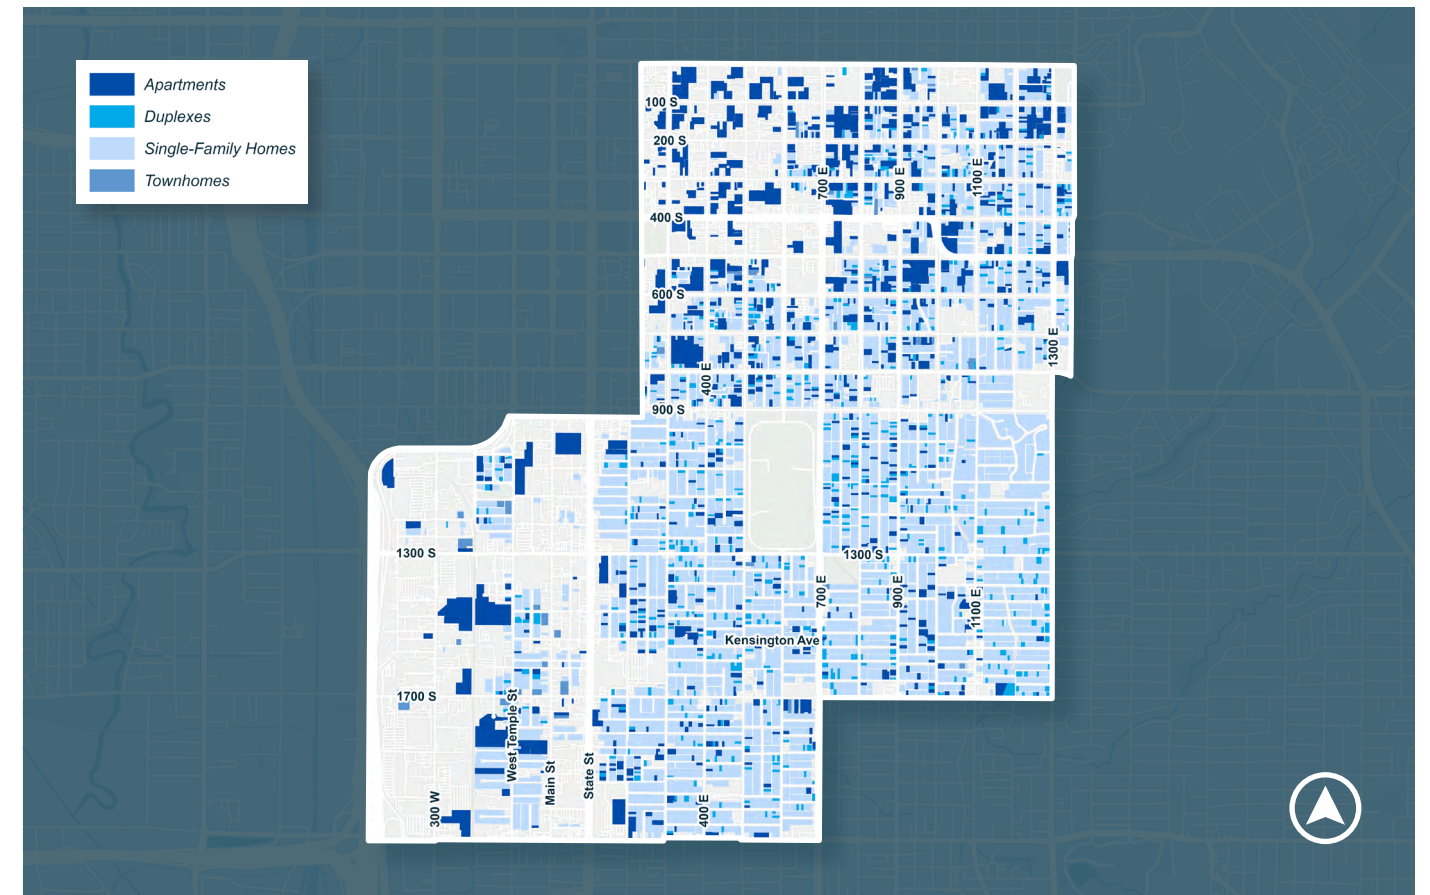 Apartments
Duplexes
Single-Family Homes
Townhomes
100 S
200 S
700 E
900 E
1100 E
400 S
600 S
1300 E
400 E
900 S
1300 S
1300 S
700 E
900 E
1100 E
Kensington Ave
1700 S
West Temple St
Main St
State St
300 W
400 E